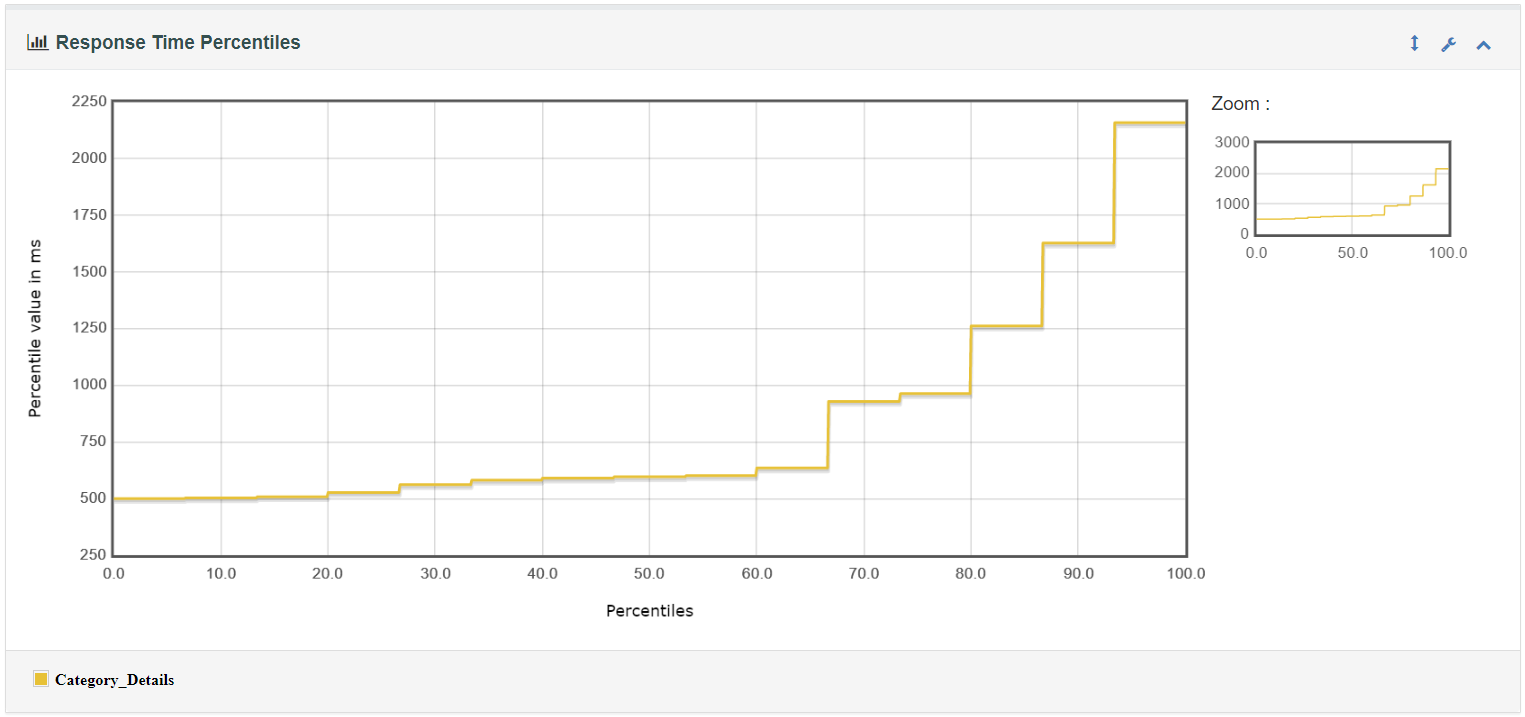 Response Time Percentiles
2250
2000
1750
1500
1250
1000
750
500
250
Percentile value in ms
0.0 10.0 20.0 30.0 40.0 50.0 60.0 70.0 80.0 90.0 100.0
Percentiles
Zoom :
3000
2000
1000
0
0.0 50.0 100.0
Category_Details